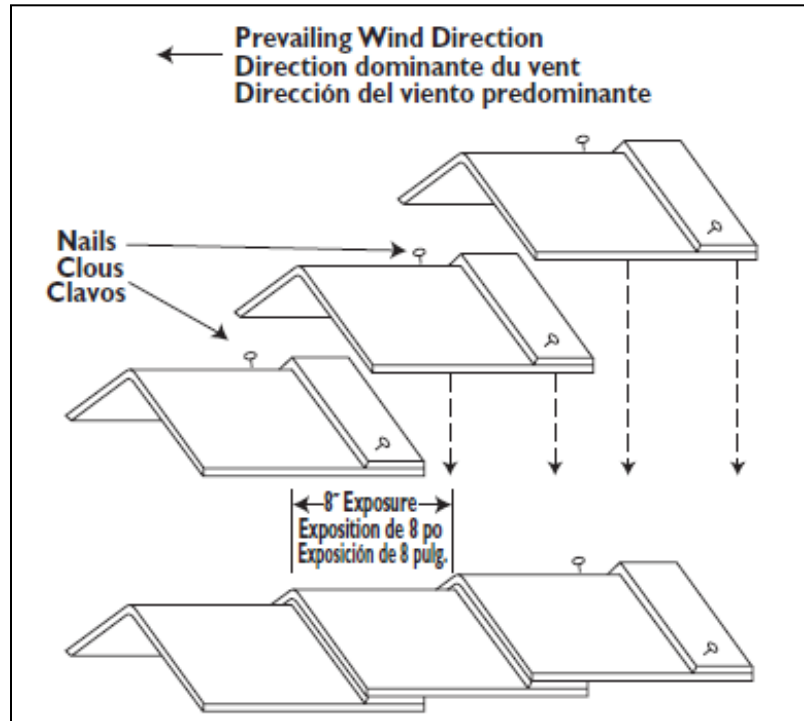 Prevailing Wind Direction
Direction dominante du vent
Dirección del viento predominante
Nails
Clous
Clavos
8″ Exposure
Exposition de 8 po
Exposición de 8 pulg.